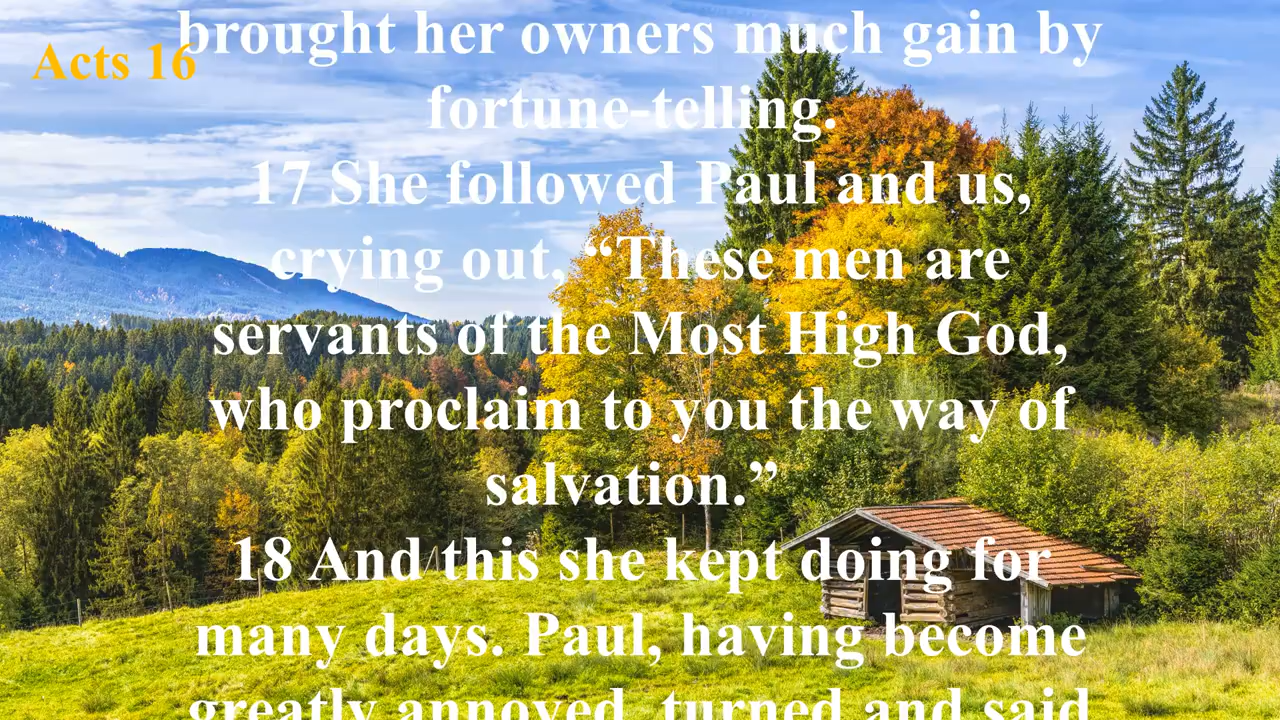 brought her owners much gain by
Acts 16
fortune-telling.
17 She followed Paul and us,
crying out, “These men are
servants of the Most High God,
who proclaim to you the way of
salvation.”
18 And this she kept doing for
many days. Paul, having become
greatly annoyed, turned and said